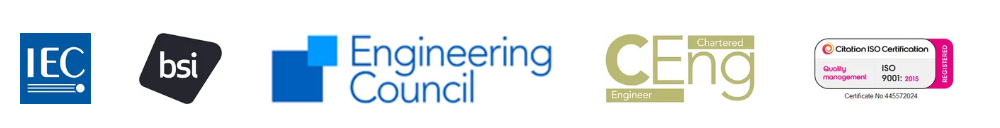 IEC
bsi
Engineering
Council
CEng
Chartered
Engineer
Citation ISO Certification
Quality
management
ISO
9001: 2015
REGISTERED
Certificate No.445572024